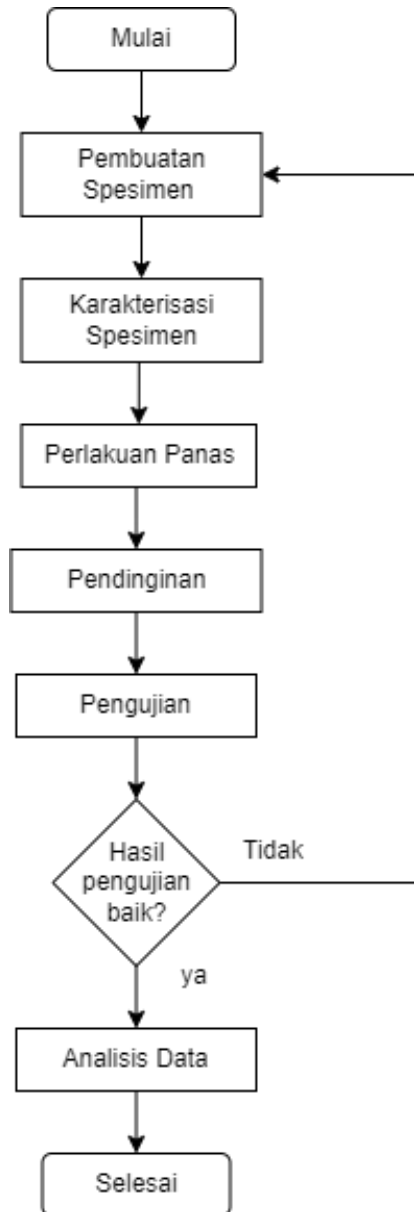 Mulai
Pembuatan
Spesimen
Karakterisasi
Spesimen
Perlakuan Panas
Pendinginan
Pengujian
Hasil
pengujian
baik?
Tidak
ya
Analisis Data
Selesai